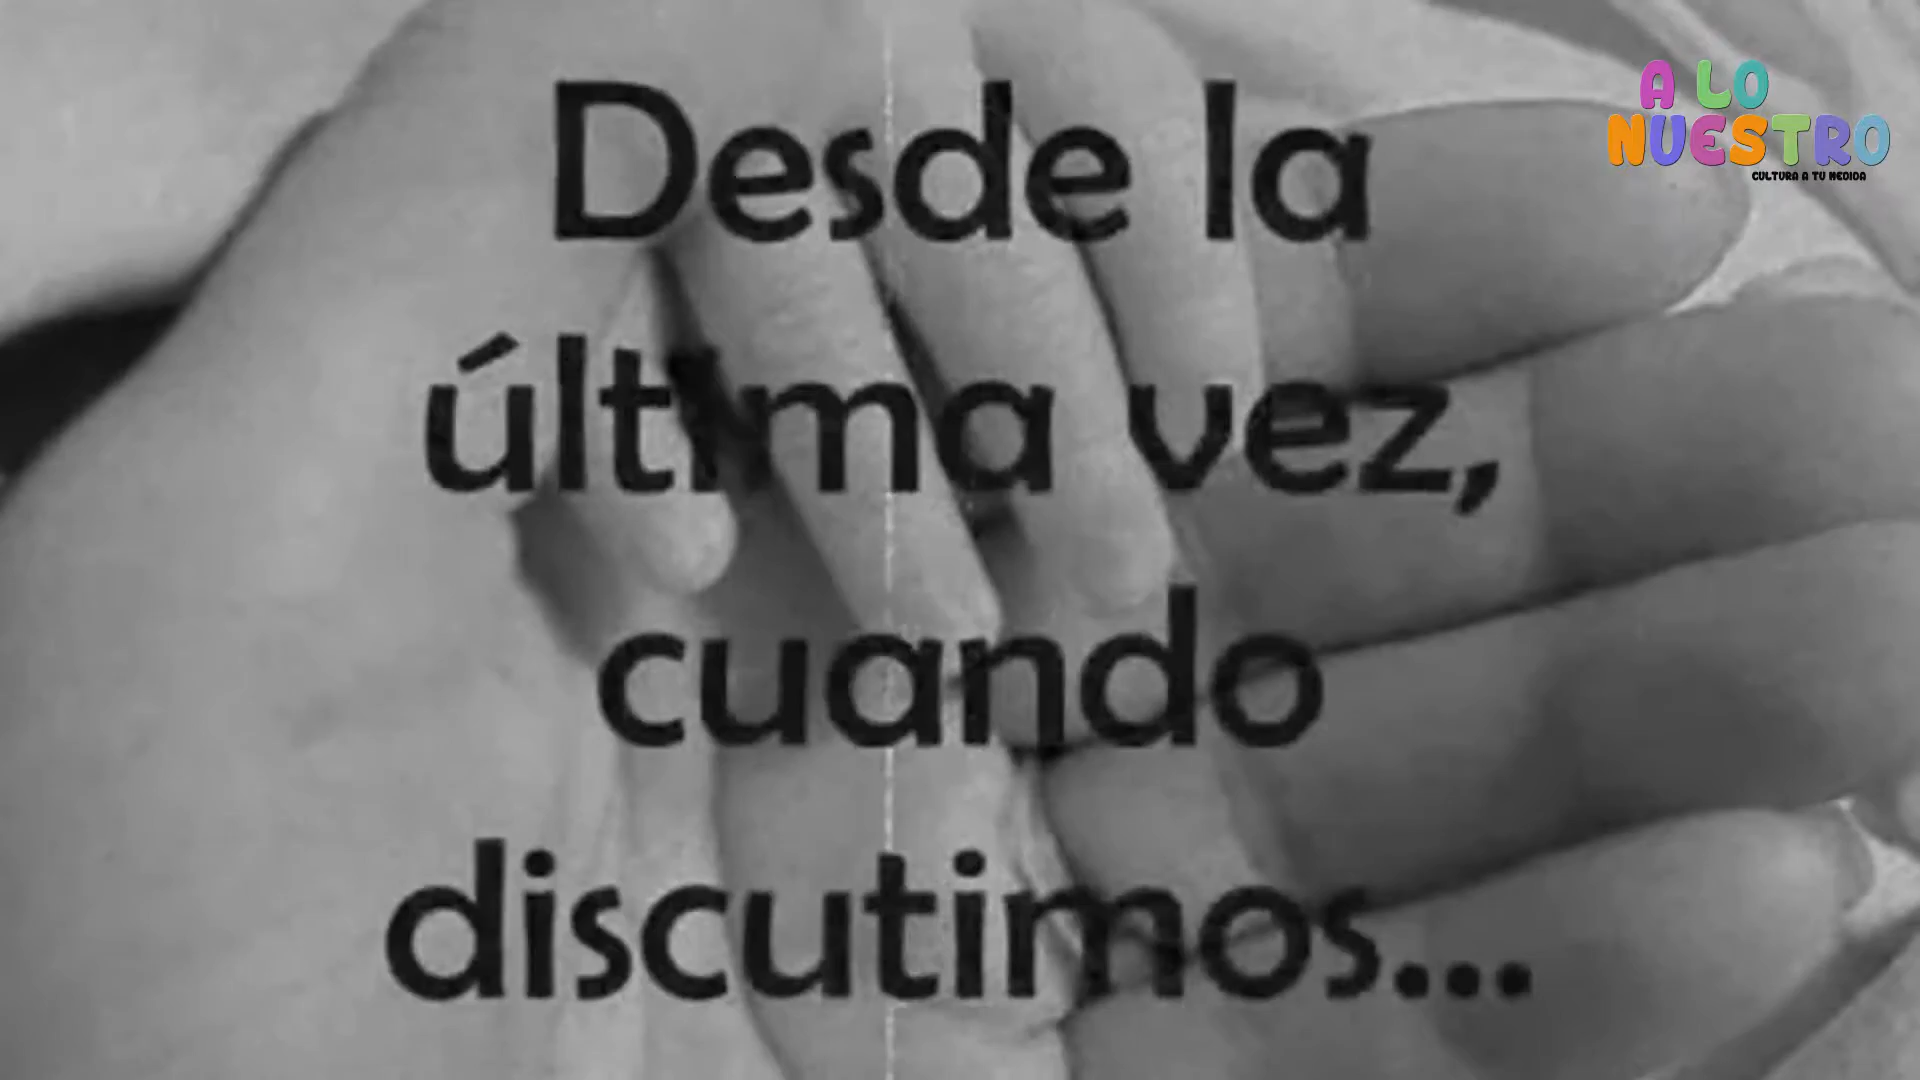 Desde la
última vez,
cuando
discutimos...
A LO
NUESTRO
CULTURA A TU MEDIDA